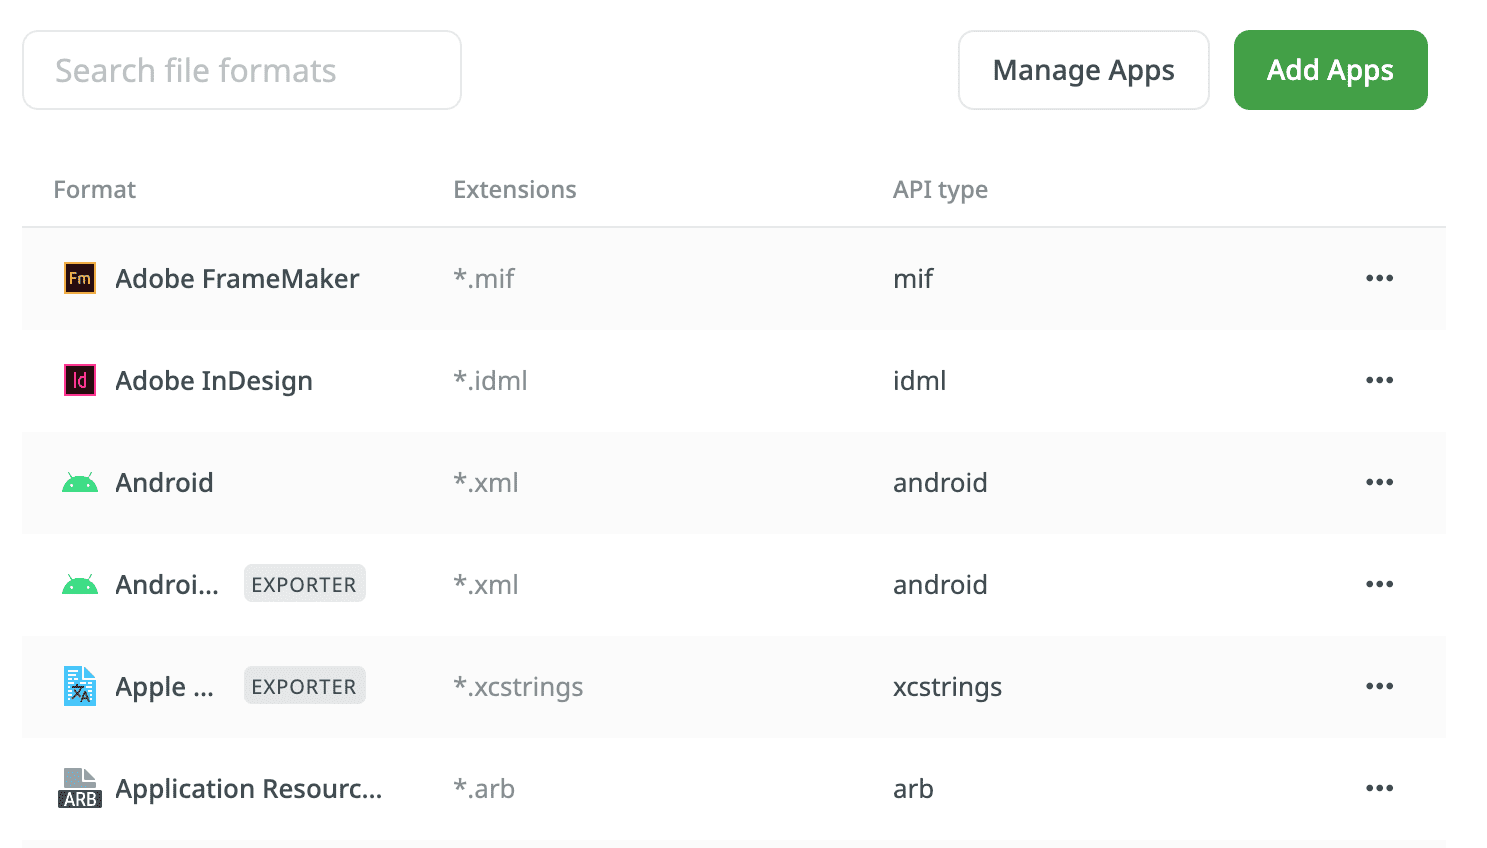 Search file formats
Manage Apps
Add Apps
Format Extensions API type
Fm Adobe FrameMaker *.mif mif
Id Adobe InDesign *.idml idml
Android *.xml android
Androi... EXPORTER *.xml android
Apple ... EXPORTER *.xcstrings xcstrings
ARB Application Resourc... *.arb arb